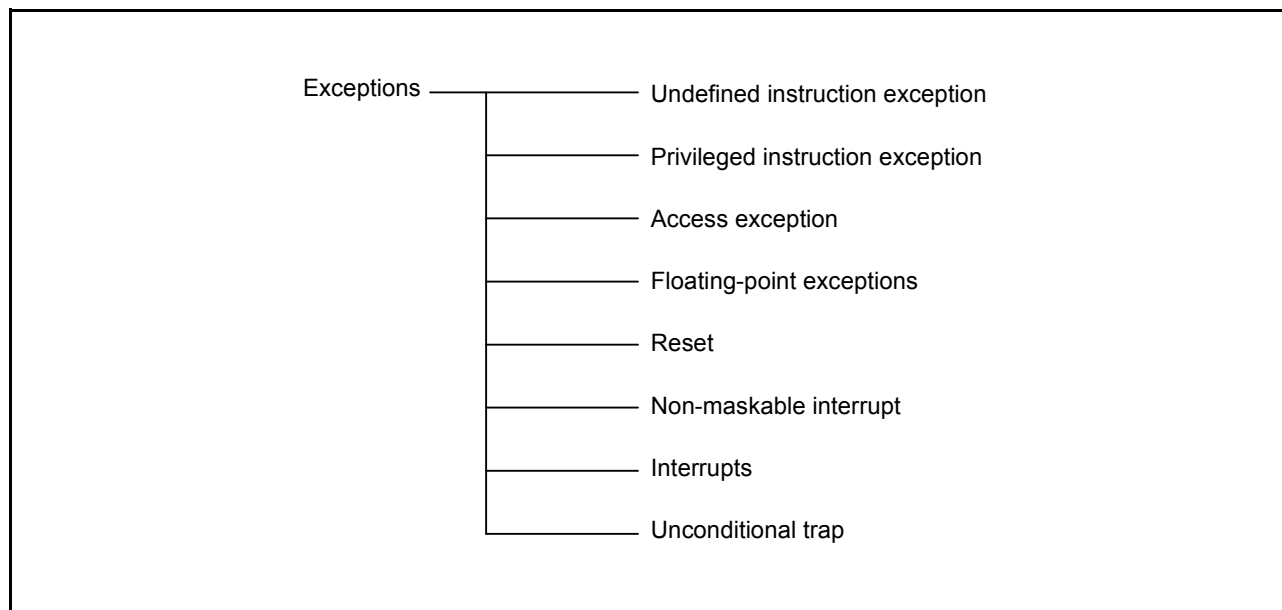 Exceptions
Undefined instruction exception
Privileged instruction exception
Access exception
Floating-point exceptions
Reset
Non-maskable interrupt
Interrupts
Unconditional trap